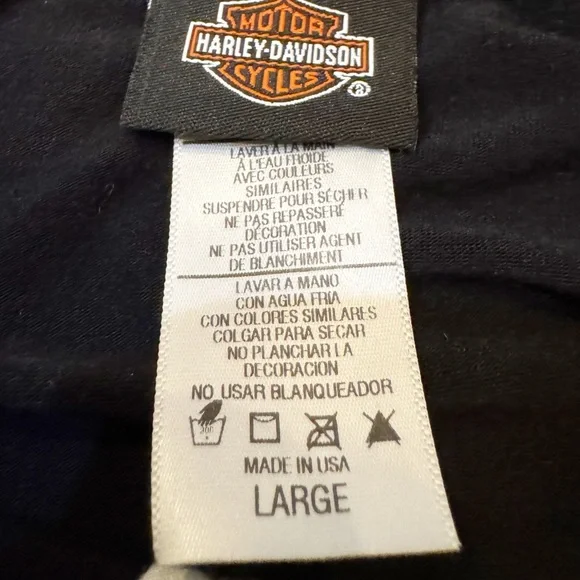 MOTOR
HARLEY-DAVIDSON
CYCLES
®
LAVER À LA MAIN
À L'EAU FROIDE
AVEC COULEURS
SIMILAIRES
SUSPENDRE POUR SÉCHER
NE PAS REPASSERÉ
DÉCORATION
NE PAS UTILISER AGENT
DE BLANCHIMENT
LAVAR A MANO
CON AGUA FRIA
CON COLORES SIMILARES
COLGAR PARA SECAR
NO PLANCHAR LA
DECORACION
NO USAR BLANQUEADOR
MADE IN USA
LARGE